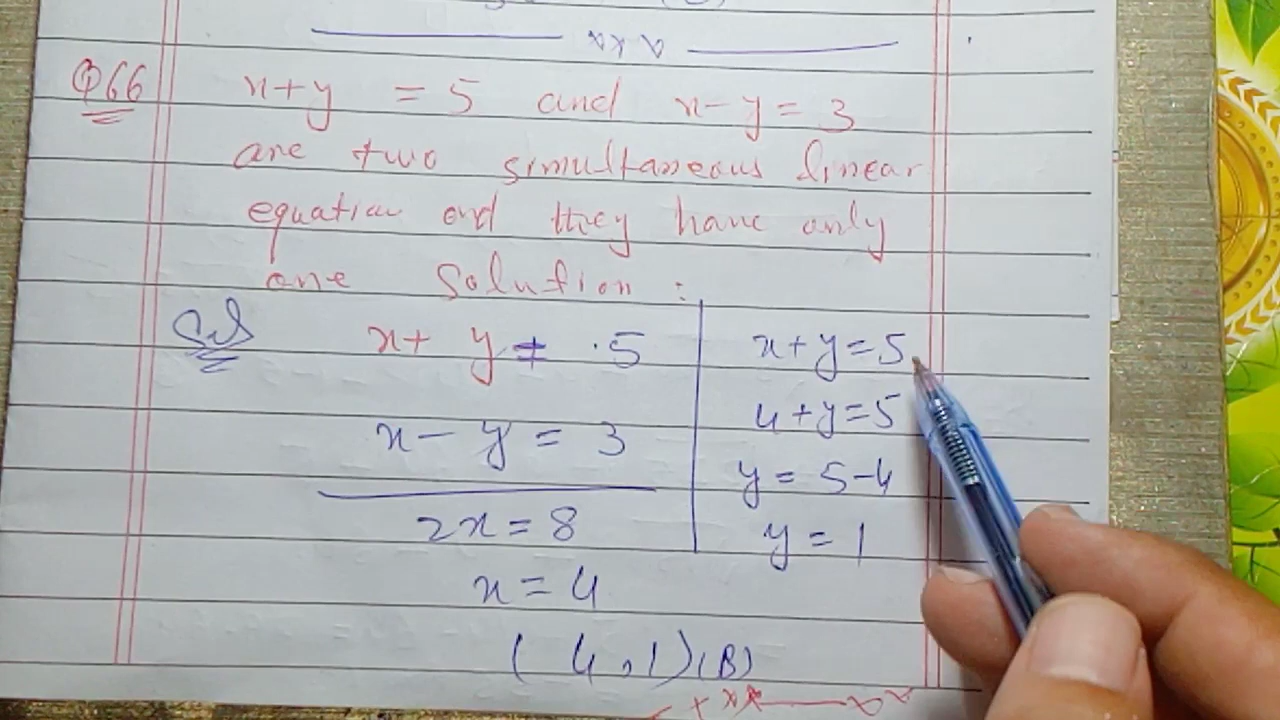 Q66 x+y = 5 and x-y=3
are two simultaneous linear
equation and they have only
one Solution :
Sol
x+ y = 5
x- y = 3
2x=8
x=4
(4,1)(B)
x+y=5
4+y=5
y=5-4
y=1